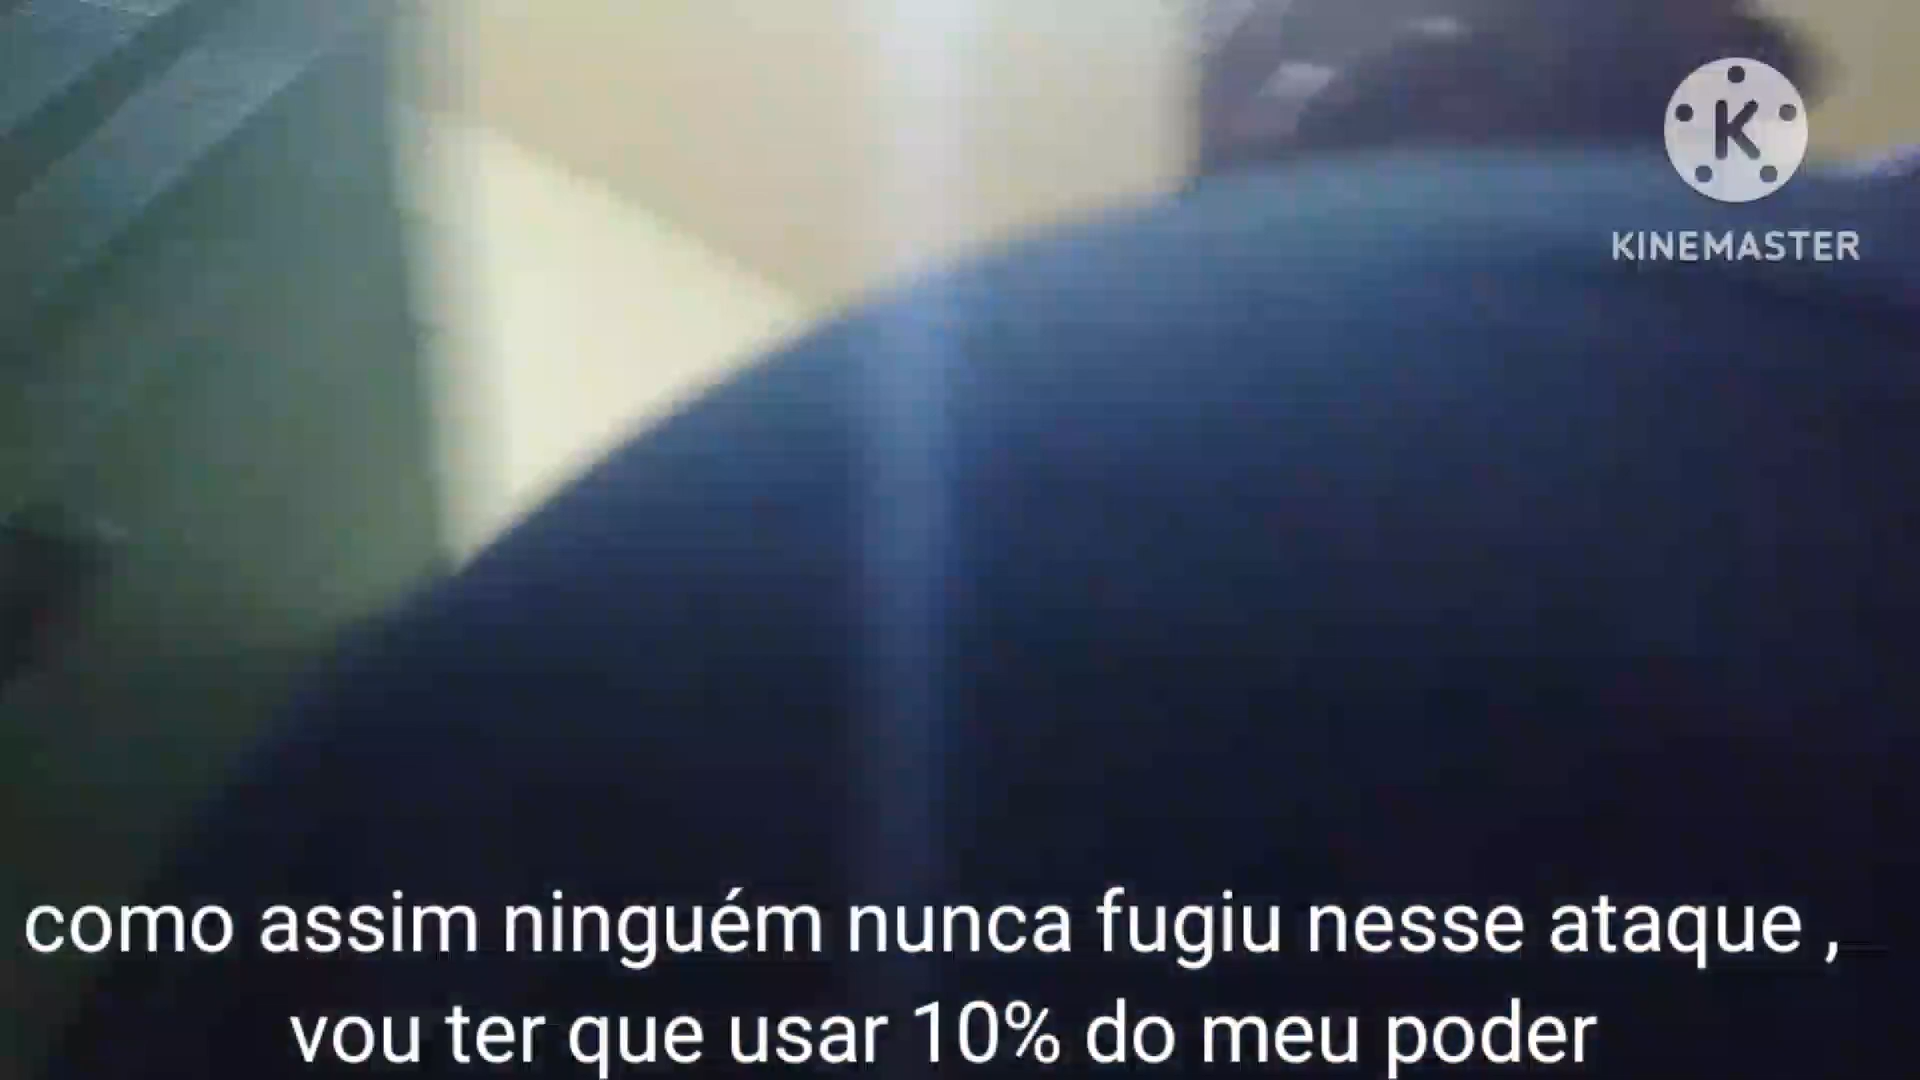 K
KINEMASTER
como assim ninguém nunca fugiu nesse ataque ,
vou ter que usar 10% do meu poder